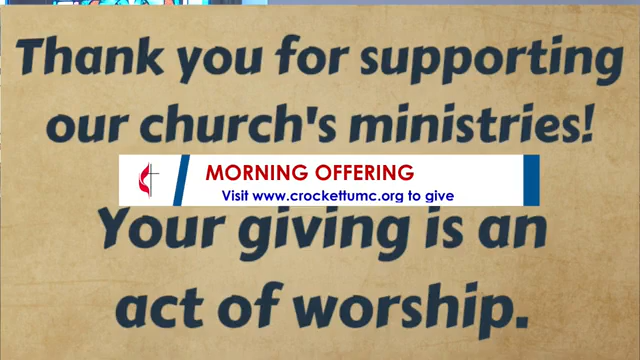 Thank you for supporting
our church's ministries!
MORNING OFFERING
Visit www.crockettumc.org to give
Your giving is an
act of worship.